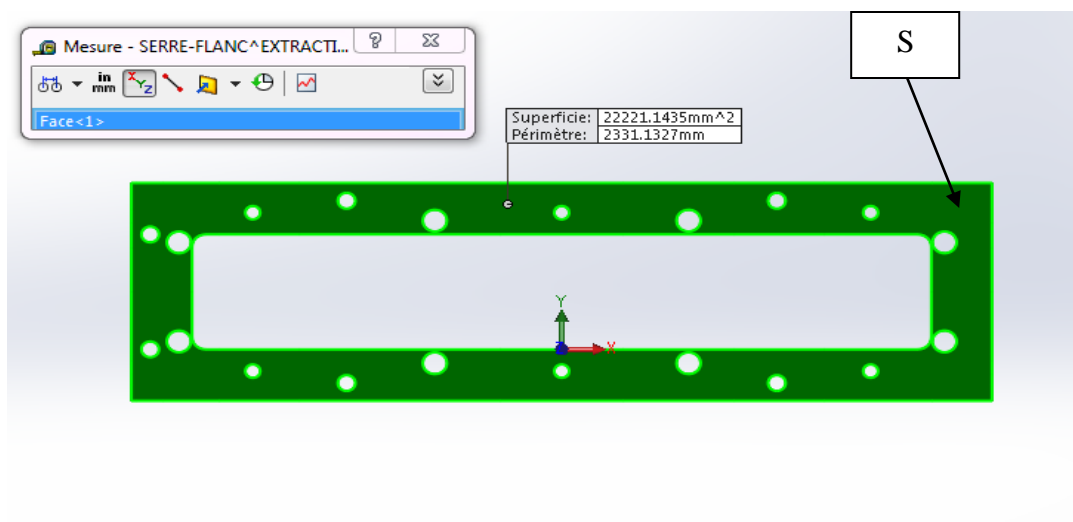 Mesure - SERRE-FLANC^EXTRACTI...
?
S
in
mm
X Y Z
Face<1>
Superficie: 22221.1435mm^2
Périmètre: 2331.1327mm
Y
X